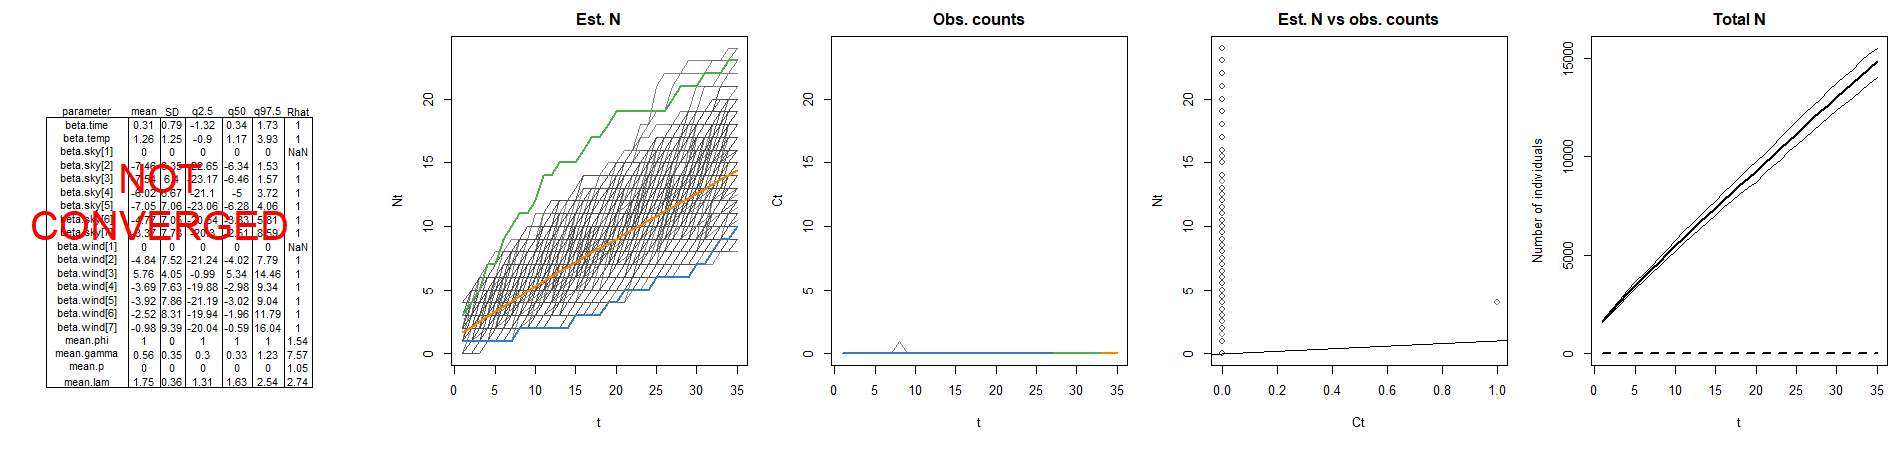 parameter mean SD q2.5 q50 q97.5 Rhat
beta.time 0.31 0.79 -1.32 0.34 1.73 1
beta.temp 1.26 1.25 -0.9 1.17 3.93 1
beta.sky[1] 0 0 0 0 0 NaN
beta.sky[2] -6.34 1.53 1
beta.sky[3] -23.17 -6.46 1.57 1
beta.sky[4] -21.1 -5 3.72 1
beta.sky[5] -7.05 7.06 -23.06 -6.28 4.06 1
beta.sky[6] 1
beta.sky[7] 1
NOT
CONVERGED
beta.wind[1] 0 0 0 0 0 NaN
beta.wind[2] -4.84 7.52 -21.24 -4.02 7.79 1
beta.wind[3] 5.76 4.05 -0.99 5.34 14.46 1
beta.wind[4] -3.69 7.63 -19.88 -2.98 9.34 1
beta.wind[5] -3.92 7.86 -21.19 -3.02 9.04 1
beta.wind[6] -2.52 8.31 -19.94 -1.96 11.79 1
beta.wind[7] -0.98 9.39 -20.04 -0.59 16.04 1
mean.phi 1 0 1 1 1 1.54
mean.gamma 0.56 0.35 0.3 0.33 1.23 7.57
mean.p 0 0 0 0 0 1.05
mean.lam 1.75 0.36 1.31 1.63 2.54 2.74
Est. N
Nt
20
15
10
5
0
0 5 10 15 20 25 30 35
t
Obs. counts
Ct
20
15
10
5
0
0 5 10 15 20 25 30 35
t
Est. N vs obs. counts
Nt
20
15
10
5
0
0.0 0.2 0.4 0.6 0.8 1.0
Ct
Total N
Number of individuals
15000
10000
5000
0
0 5 10 15 20 25 30 35
t